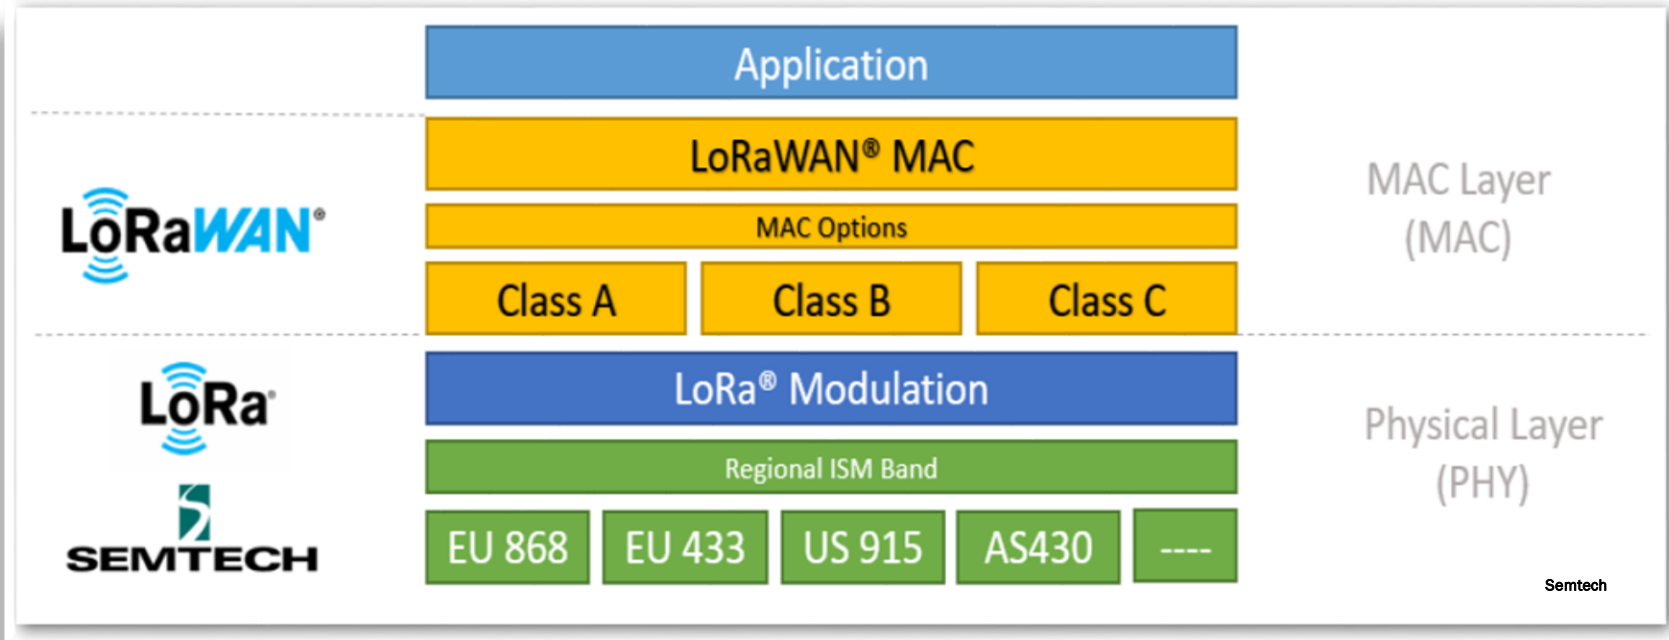 Application
LoRaWAN® MAC
MAC Options
Class A Class B Class C
LoRaWAN®
MAC Layer
(MAC)
LoRa® Modulation
Regional ISM Band
EU 868 EU 433 US 915 AS430 ----
LoRa®
SEMTECH
Physical Layer
(PHY)
Semtech